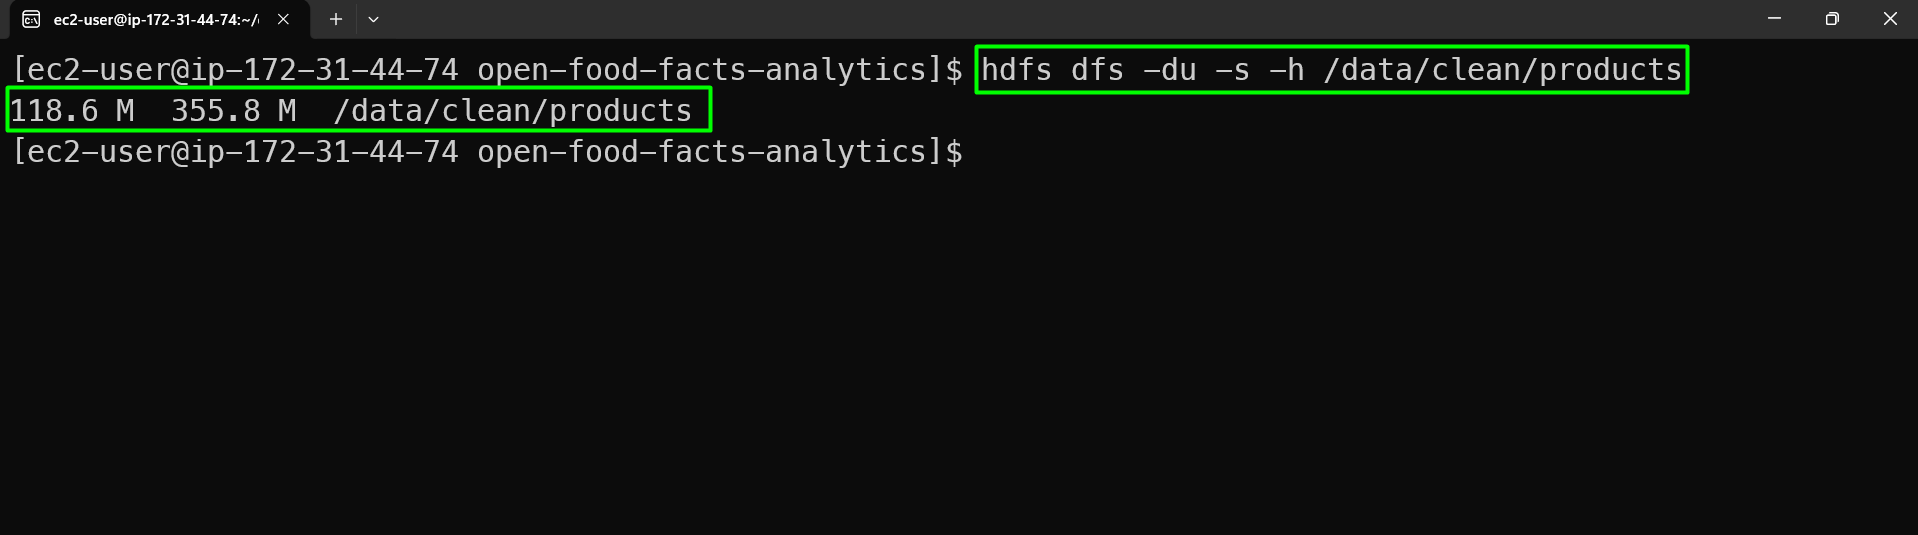 ec2-user@ip-172-31-44-74:~/
[ec2-user@ip-172-31-44-74 open-food-facts-analytics]$ hdfs dfs -du -s -h /data/clean/products
118.6 M  355.8 M  /data/clean/products
[ec2-user@ip-172-31-44-74 open-food-facts-analytics]$